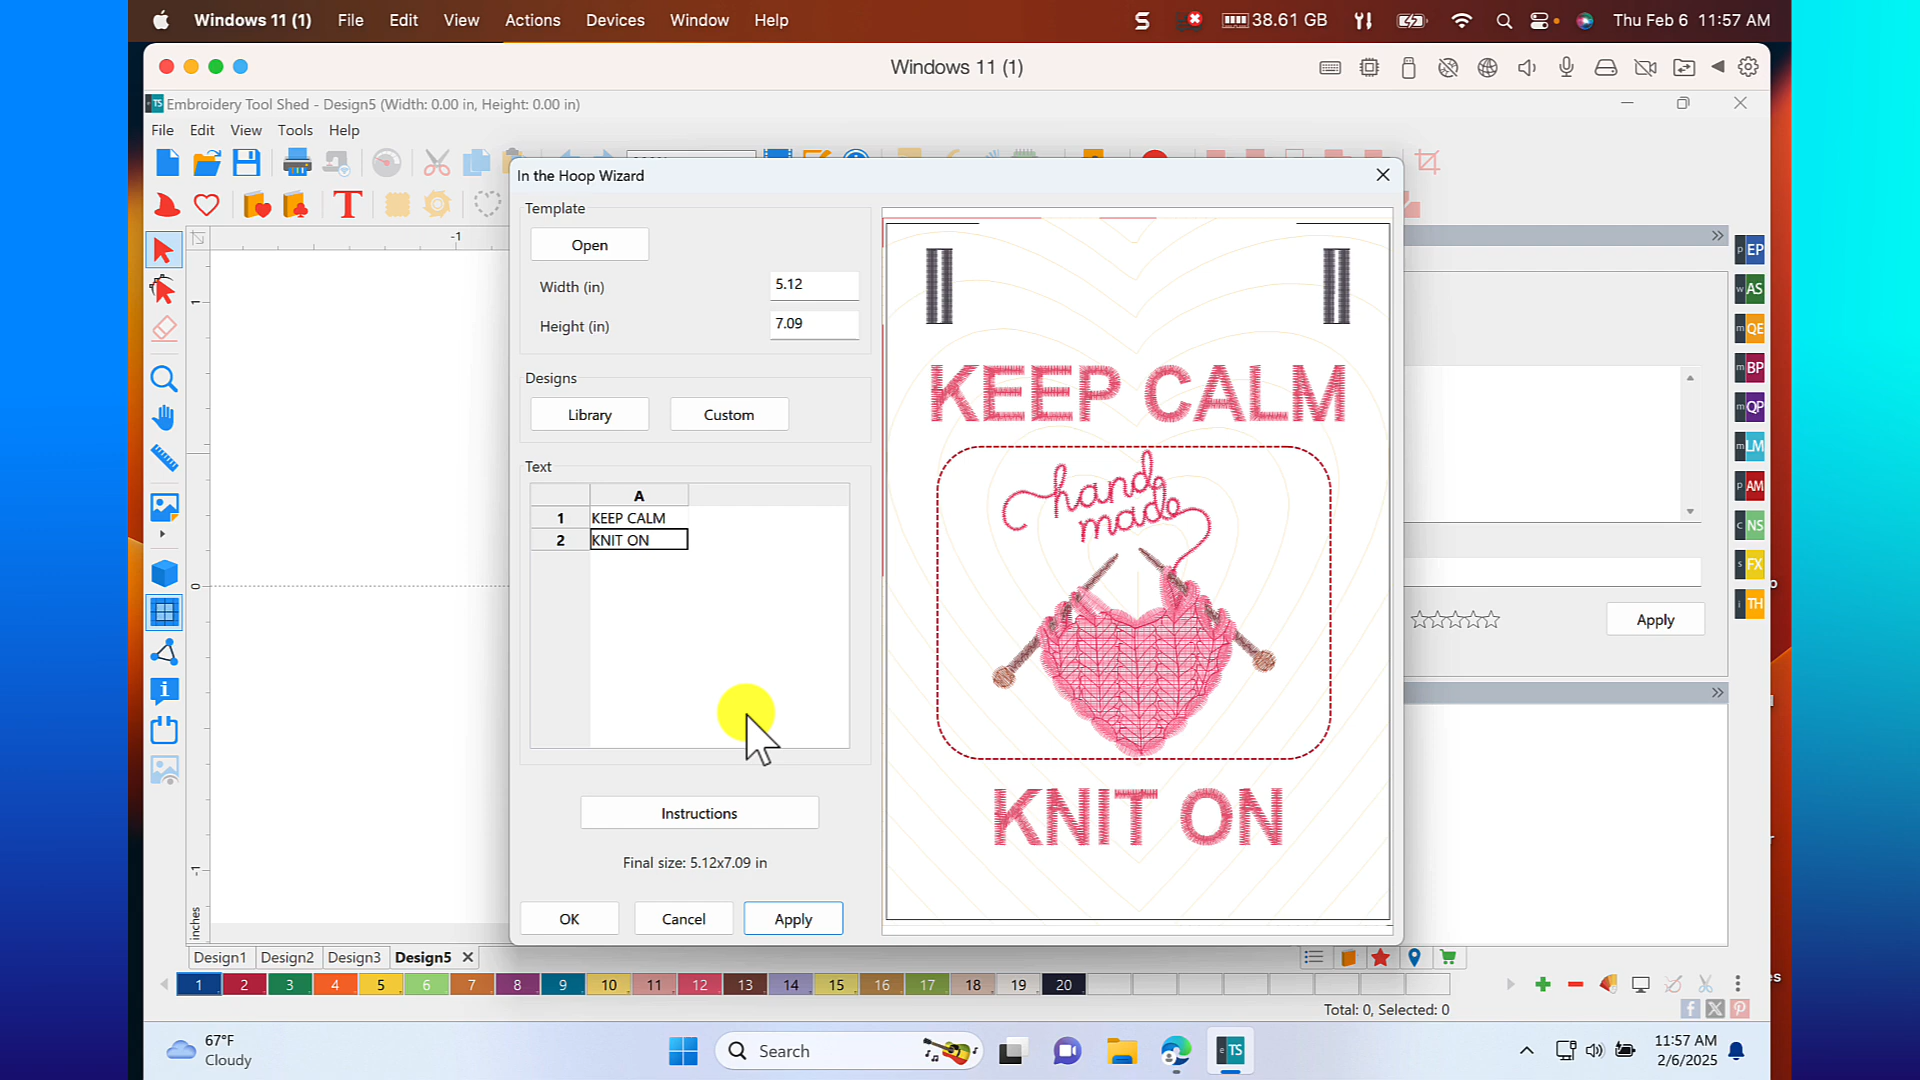 Windows 11 (1) File Edit View Actions Devices Window Help
38.61 GB Thu Feb 6 11:57 AM
Windows 11 (1)
TS Embroidery Tool Shed - Design5 (Width: 0.00 in, Height: 0.00 in)
File Edit View Tools Help
In the Hoop Wizard
Template
Open
Width (in) 5.12
Height (in) 7.09
Designs
Library Custom
Text
A
1 KEEP CALM
2 KNIT ON
Instructions
Final size: 5.12x7.09 in
OK Cancel Apply
KEEP CALM
hand
made
KNIT ON
-1
1
0
-1
inches
p EP
w AS
m QE
m BP
m QP
m LM
p AM
c NS
s FX
i TH
Apply
Design1 Design2 Design3 Design5
1 2 3 4 5 6 7 8 9 10 11 12 13 14 15 16 17 18 19 20
Total: 0, Selected: 0
67°F
Cloudy
Search
TS
11:57 AM
2/6/2025